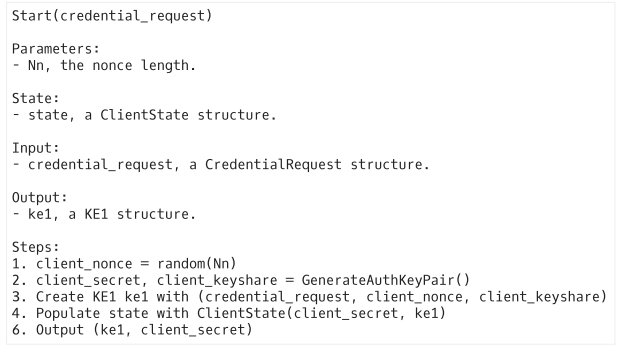 Start(credential_request)
Parameters:
- Nn, the nonce length.
State:
- state, a ClientState structure.
Input:
- credential_request, a CredentialRequest structure.
Output:
- ke1, a KE1 structure.
Steps:
1. client_nonce = random(Nn)
2. client_secret, client_keyshare = GenerateAuthKeyPair()
3. Create KE1 ke1 with (credential_request, client_nonce, client_keyshare)
4. Populate state with ClientState(client_secret, ke1)
6. Output (ke1, client_secret)